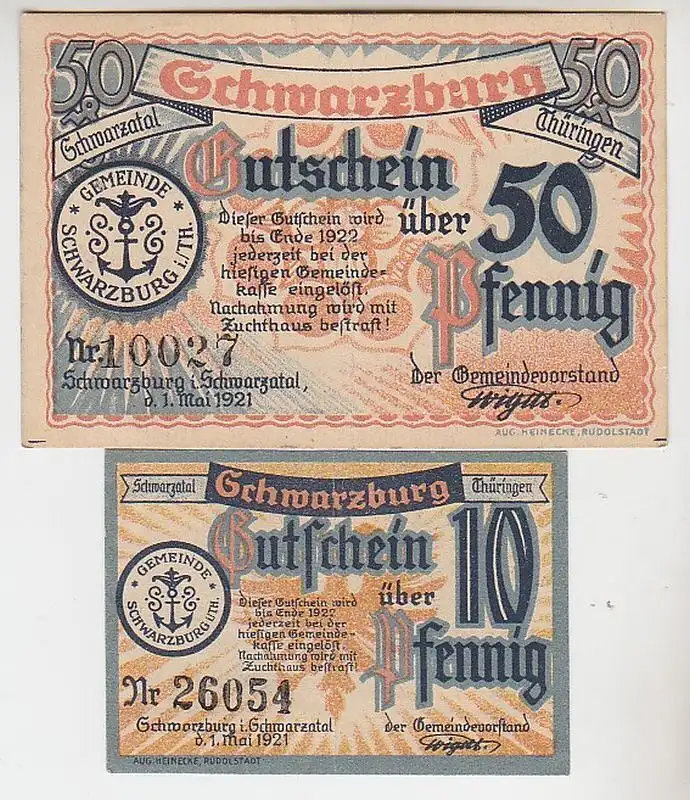 50 Schwarzburg 50
Schwarzatal Thüringen
Gutschein
GEMEINDE
SCHWARZBURG i/TH.
Dieser Gutschein wird
bis Ende 1922
jederzeit bei der
hiesigen Gemeinde-
kasse eingelöst.
Nachahmung wird mit
Zuchthaus bestraft!
über 50
Pfennig
Nr. 10027
Schwarzburg i. Schwarzatal,
d. 1. Mai 1921
Der Gemeindevorstand
AUG. HEINECKE, RUDOLSTADT
Schwarzatal Schwarzburg Thüringen
Gutschein
GEMEINDE
SCHWARZBURG i/TH.
Dieser Gutschein wird
bis Ende 1922
jederzeit bei der
hiesigen Gemeinde-
kasse eingelöst.
Nachahmung wird mit
Zuchthaus bestraft!
über 10
Pfennig
Nr 26054
Schwarzburg i. Schwarzatal
d. 1. Mai 1921
der Gemeindevorstand
AUG. HEINECKE, RUDOLSTADT